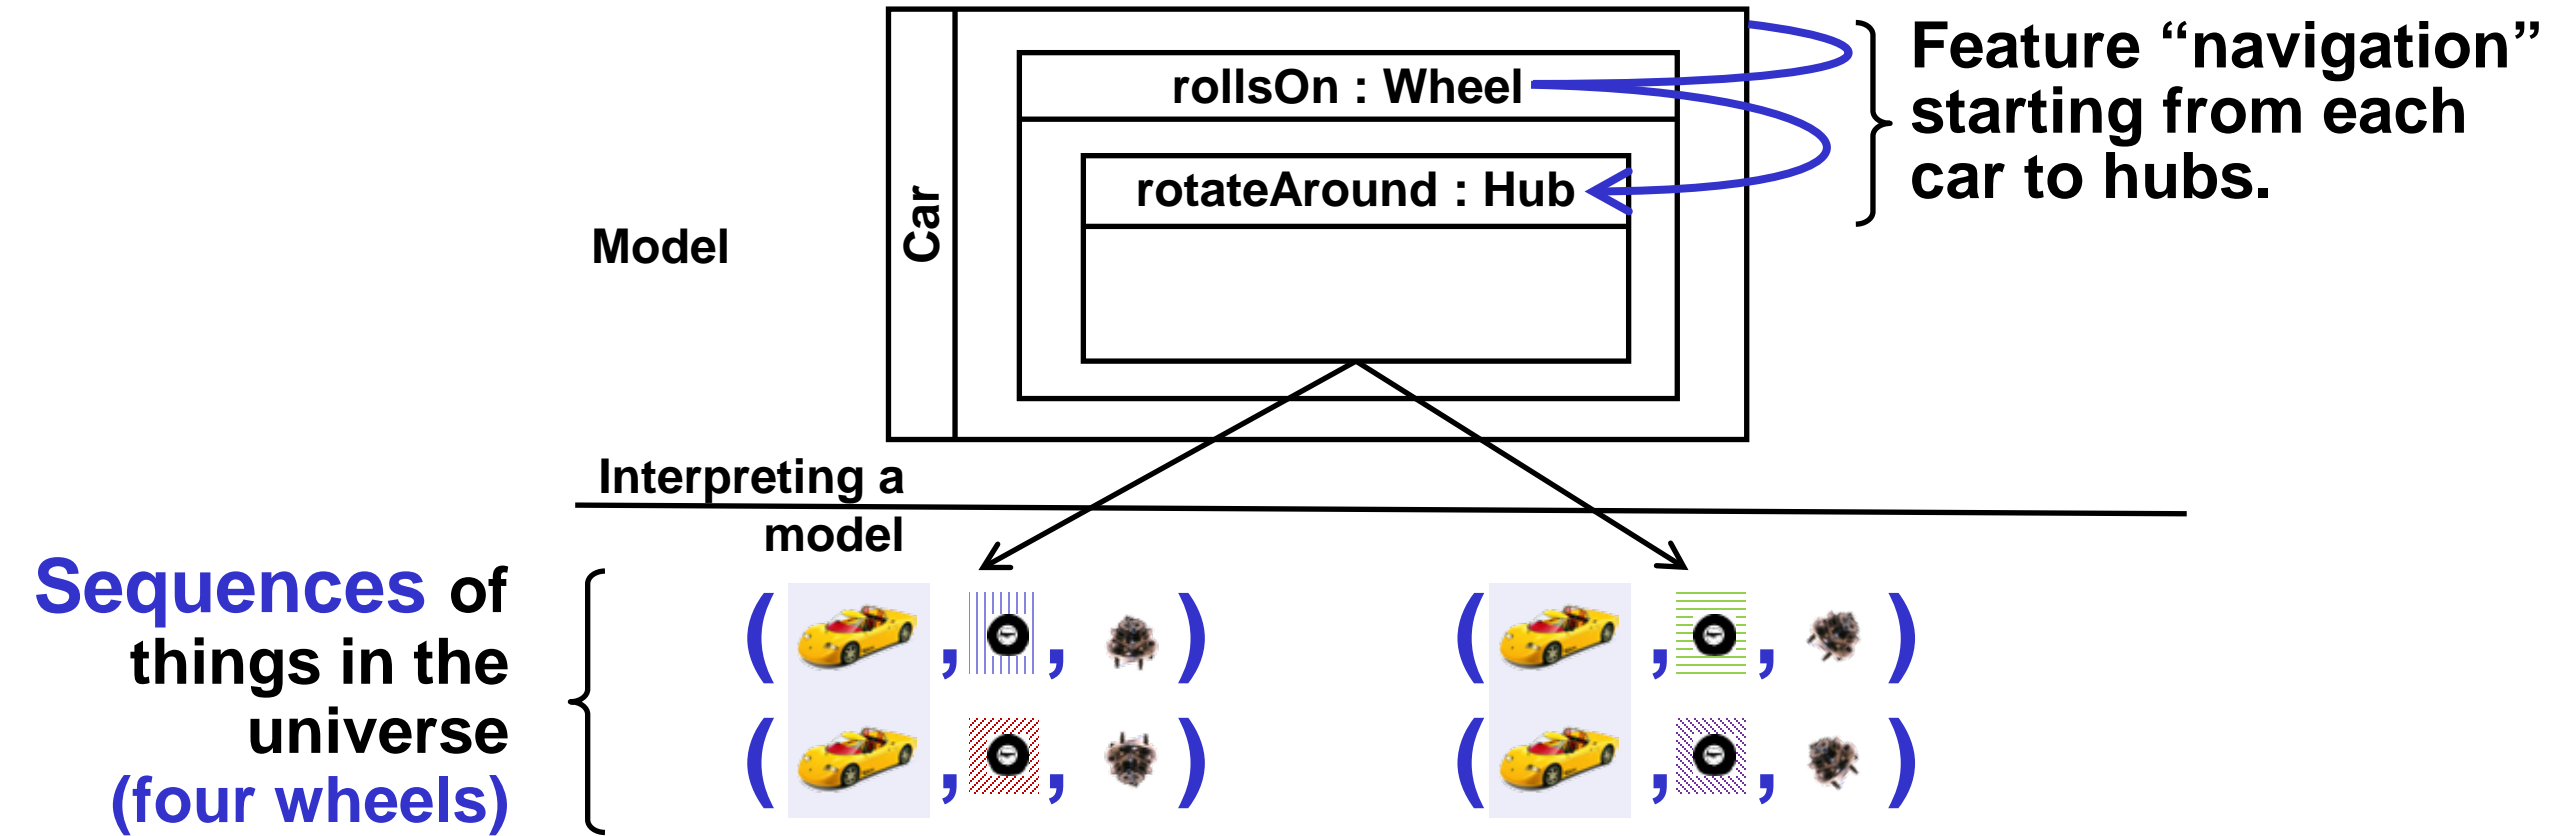 Feature “navigation”
starting from each
car to hubs.
rollsOn : Wheel
rotateAround : Hub
Car
Model
Interpreting a
model
Sequences of
things in the
universe
(four wheels)
( , , ) ( , , )
( , , ) ( , , )